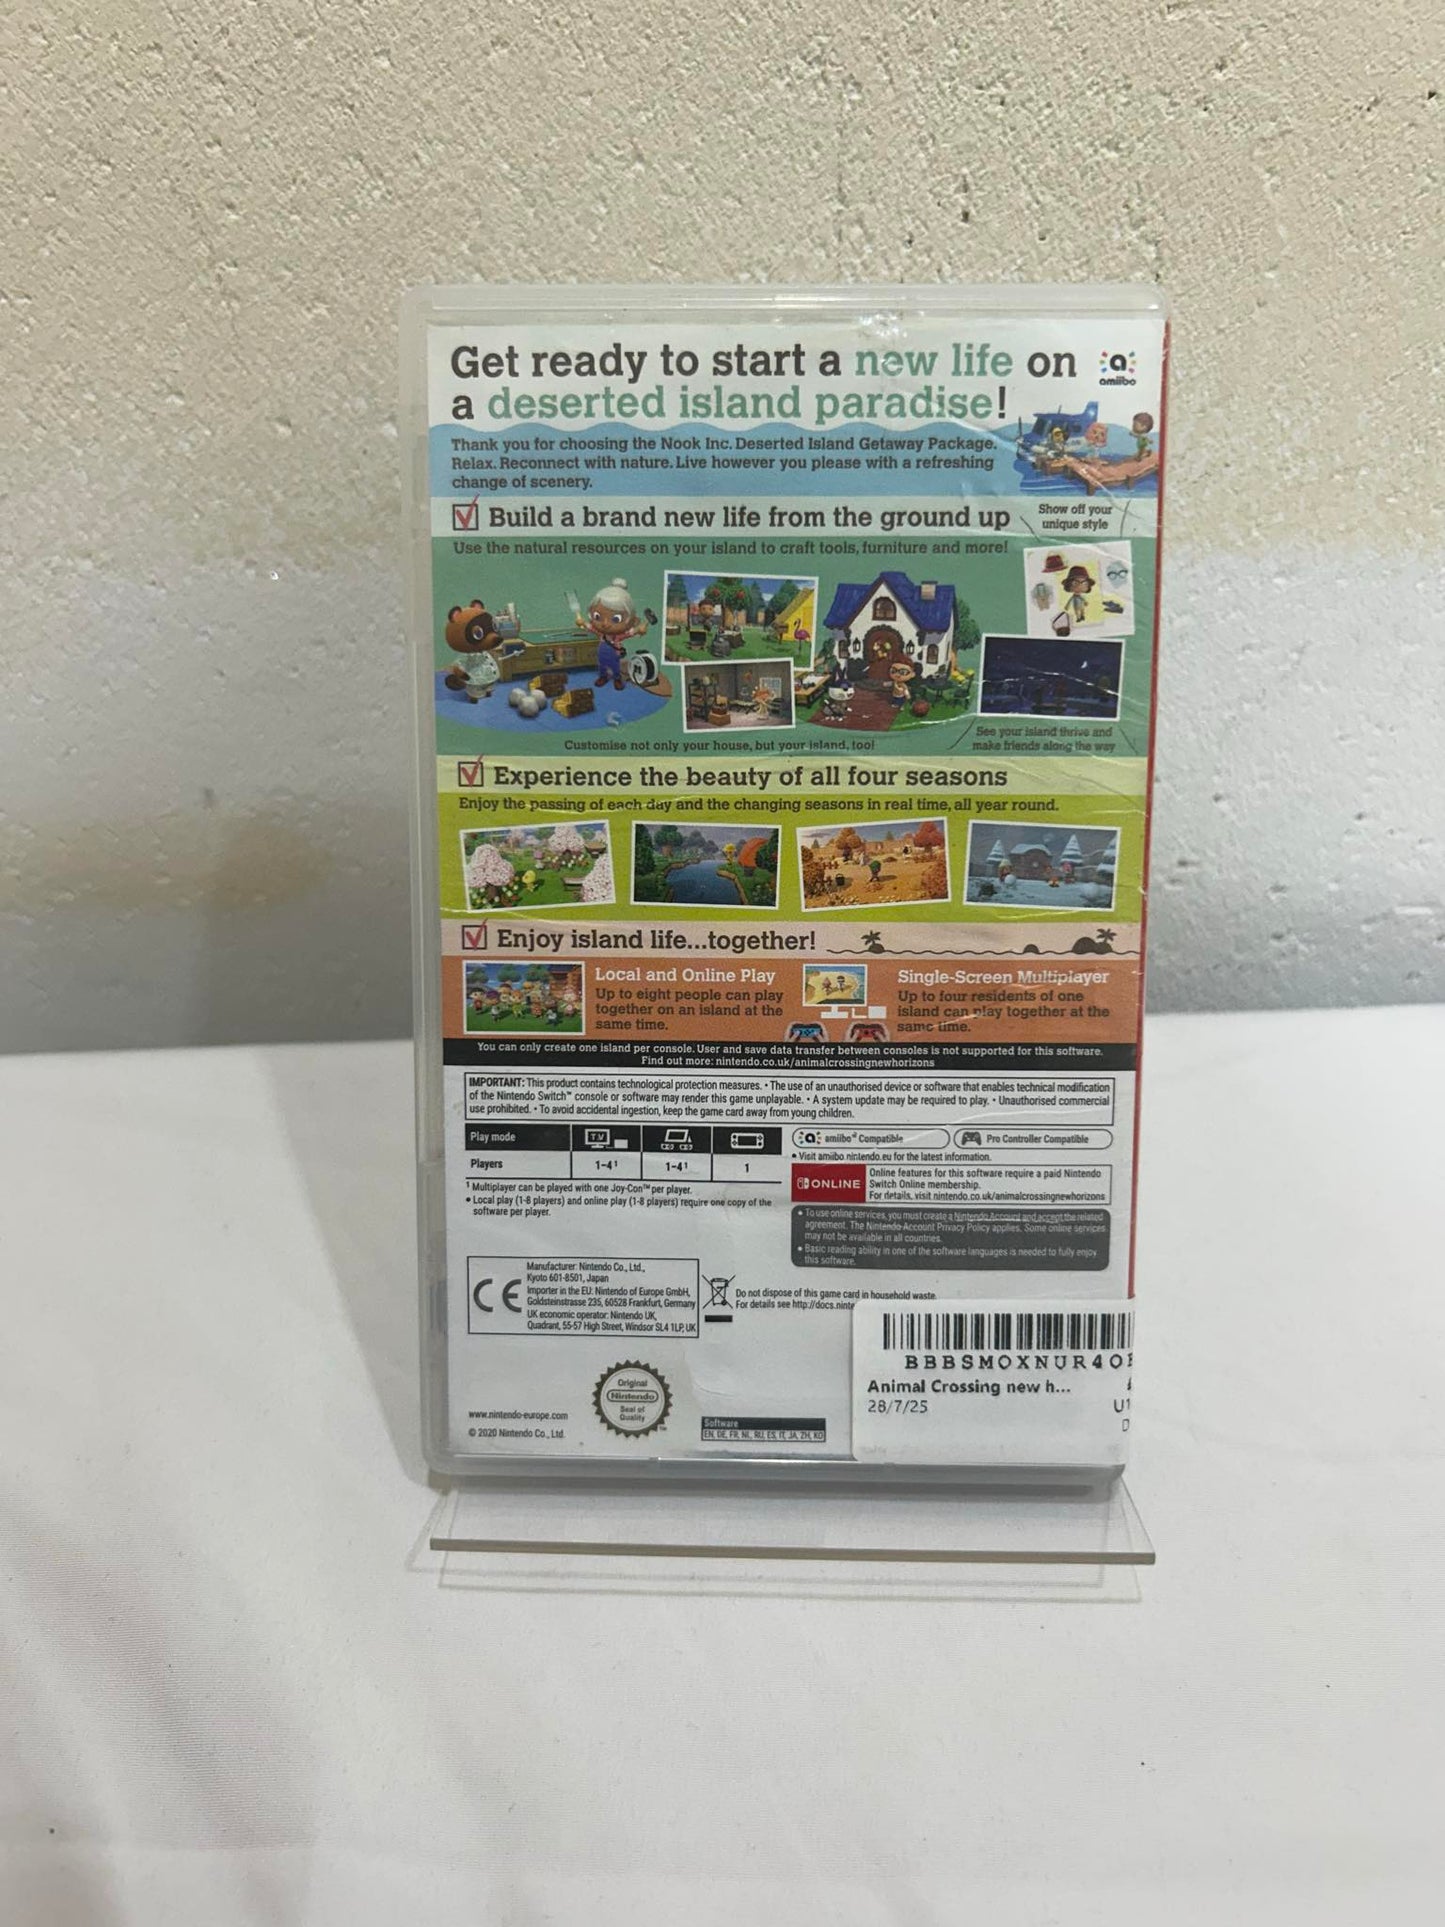 Get ready to start a new life on
a deserted island paradise!
amiibo
Thank you for choosing the Nook Inc. Deserted Island Getaway Package.
Relax. Reconnect with nature. Live however you please with a refreshing
change of scenery.
Build a brand new life from the ground up
Show off your
unique style
Use the natural resources on your island to craft tools, furniture and more!
Customise not only your house, but your island, too!
See your island thrive and
make friends along the way
Experience the beauty of all four seasons
Enjoy the passing of each day and the changing seasons in real time, all year round.
Enjoy island life...together!
Local and Online Play
Up to eight people can play
together on an island at the
same time.
Single-Screen Multiplayer
Up to four residents of one
island can play together at the
same time.
You can only create one island per console. User and save data transfer between consoles is not supported for this software.
Find out more: nintendo.co.uk/animalcrossingnewhorizons
IMPORTANT: This product contains technological protection measures. • The use of an unauthorised device or software that enables technical modification
of the Nintendo Switch™ console or software may render this game unplayable. • A system update may be required to play. • Unauthorised commercial
use prohibited. • To avoid accidental ingestion, keep the game card away from young children.
Play mode TV
Players 1-4¹ 1-4¹ 1
¹ Multiplayer can be played with one Joy-Con™ per player.
• Local play (1-8 players) and online play (1-8 players) require one copy of the
software per player.
amiibo™ Compatible
Pro Controller Compatible
• Visit amiibo.nintendo.eu for the latest information.
ONLINE
Online features for this software require a paid Nintendo
Switch Online membership.
For details, visit nintendo.co.uk/animalcrossingnewhorizons
• To use online services, you must create a Nintendo Account and accept the related
agreement. The Nintendo Account Privacy Policy applies. Some online services
may not be available in all countries.
• Basic reading ability in one of the software languages is needed to fully enjoy
this software.
CE
Manufacturer: Nintendo Co., Ltd.,
Kyoto 601-8501, Japan
Importer in the EU: Nintendo of Europe GmbH,
Goldsteinstrasse 235, 60528 Frankfurt, Germany
UK economic operator: Nintendo UK,
Quadrant, 55-57 High Street, Windsor SL4 1LP, UK
Do not dispose of this game card in household waste.
For details see http://docs.ninte
BBBSMOXNUR4O
Animal Crossing new h...
28/7/25
U1
D
Original
Nintendo
Seal of
Quality
TM
www.nintendo-europe.com
© 2020 Nintendo Co., Ltd.
Software
EN, DE, FR, NL, RU, ES, IT, JA, ZH, KO